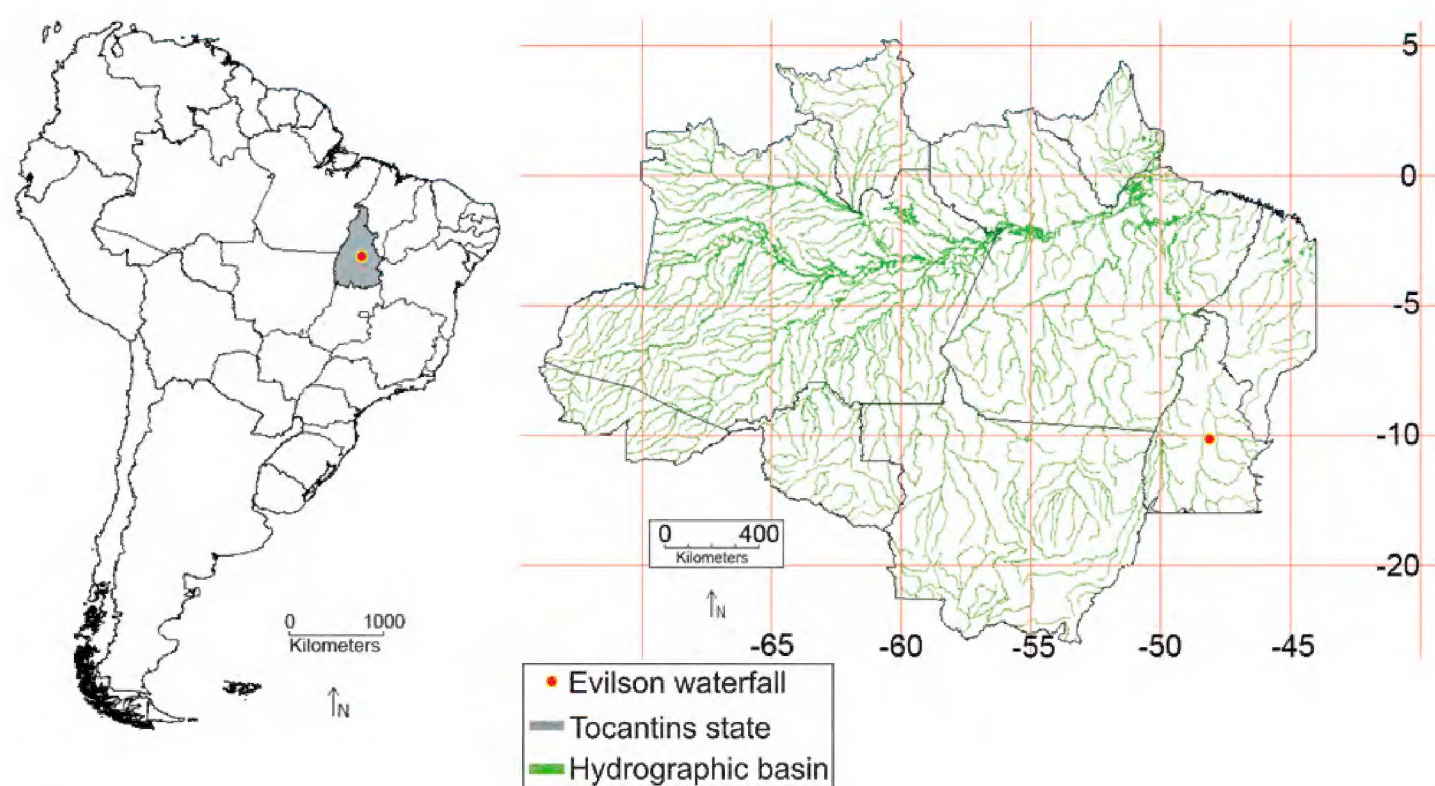 5
0
-5
-10
-20
-65 -60 -55 -50 -45
0 400
Kilometers
N
0 1000
Kilometers
N
Evilson waterfall
Tocantins state
Hydrographic basin